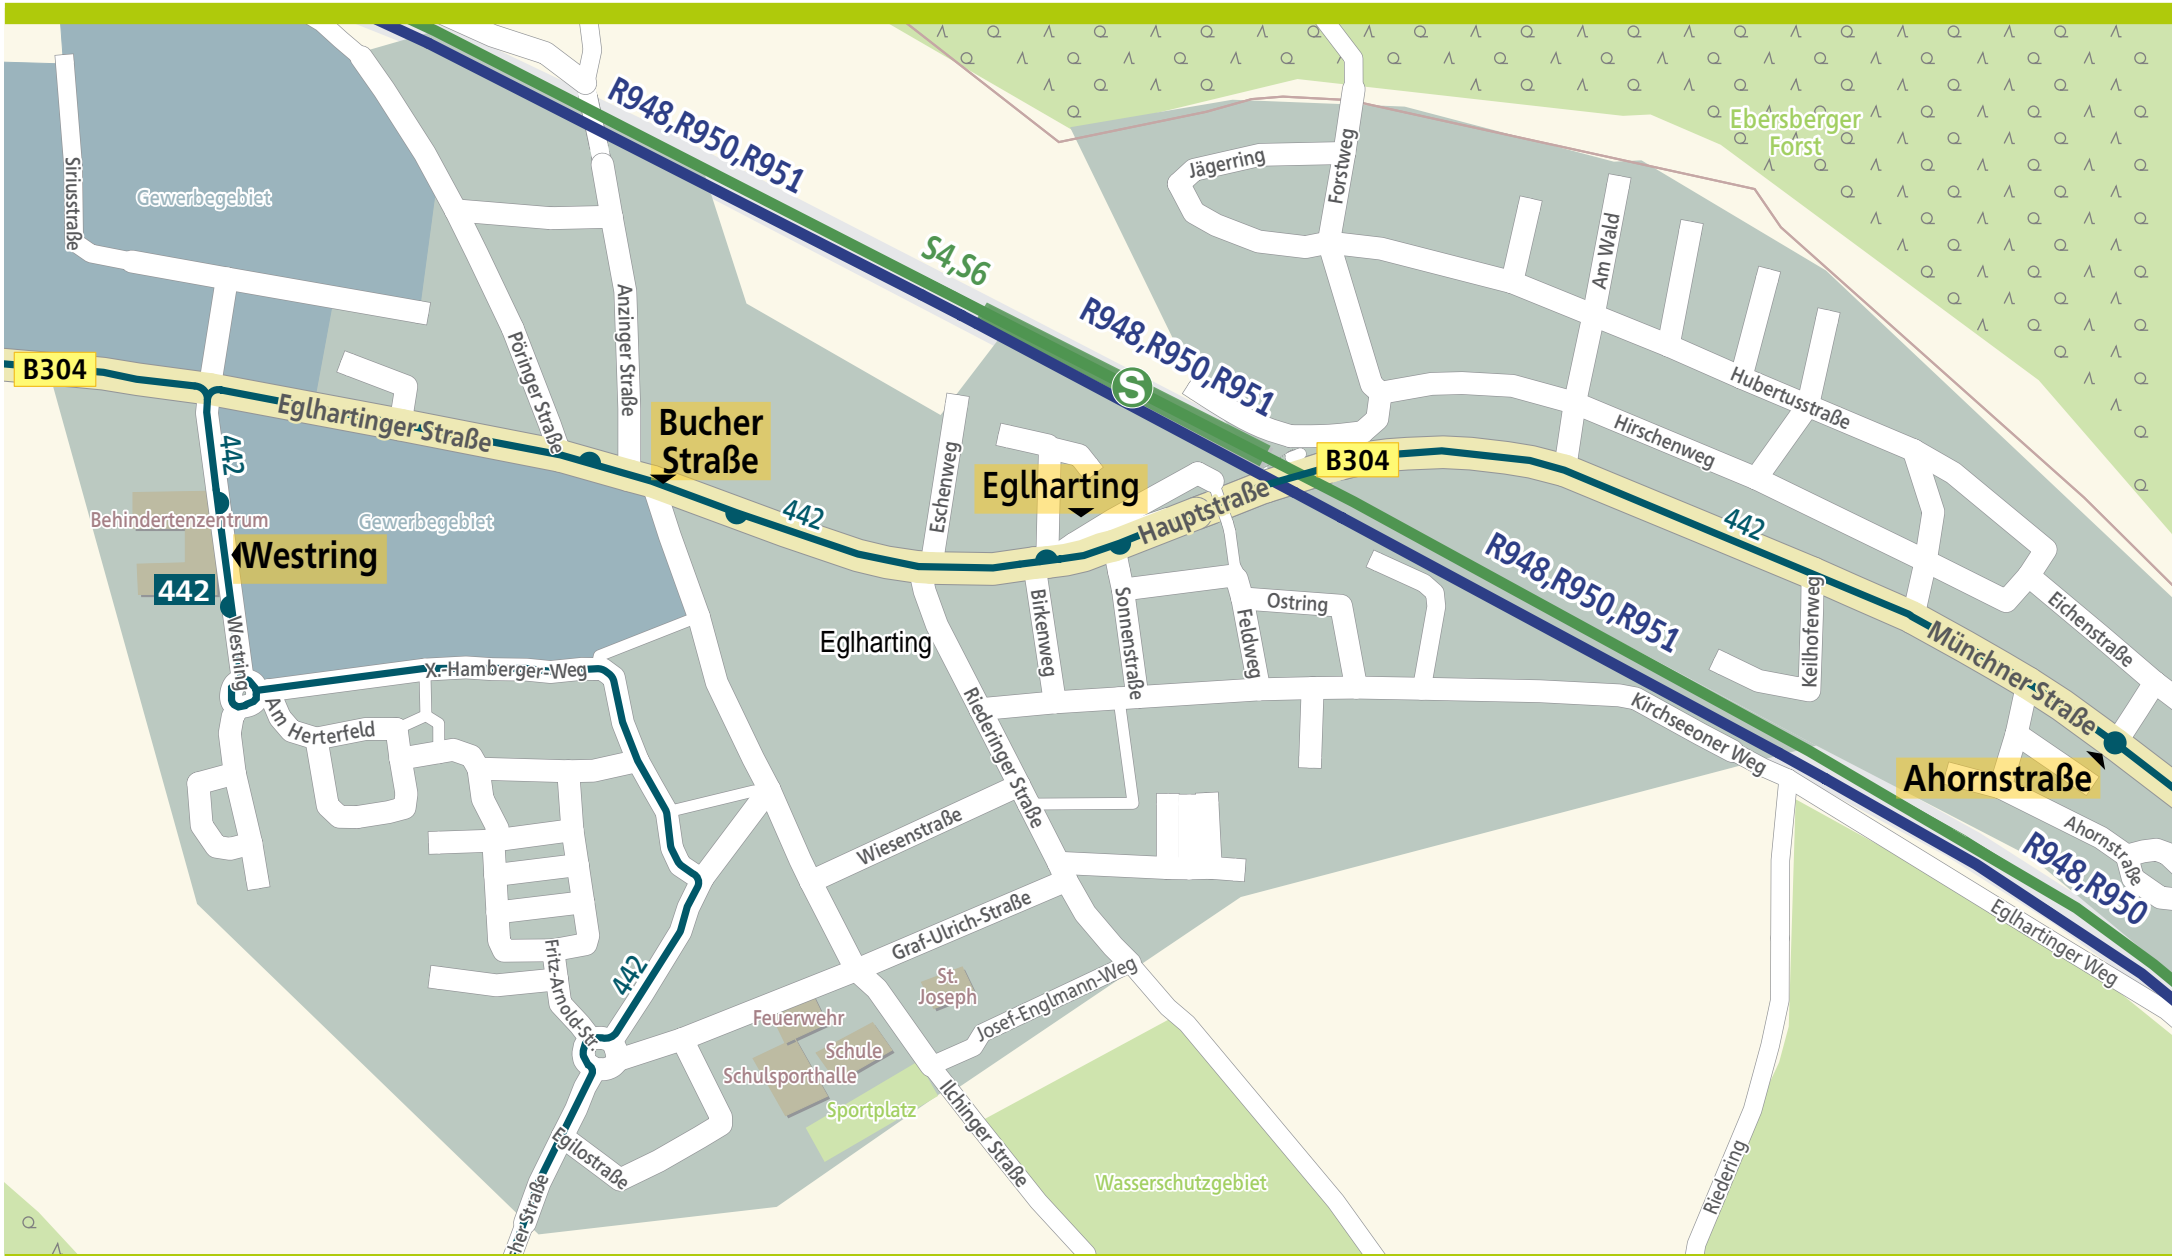 R948,R950,R951
Ebersberger
Forst
Jägerring
Forstweg
Siriusstraße
Gewerbegebiet
Am Wald
S4,S6
Anzinger Straße
R948,R950,R951
Pöringer Straße
B304
S
Hubertusstraße
Eglhartinger Straße
Bucher
Straße
Hirschenweg
442
B304
Eschenweg
Eglharting
Hauptstraße
442
442
Behindertenzentrum
Gewerbegebiet
Westring
442
R948,R950,R951
Ostring
Birkenweg
Sonnenstraße
Feldweg
Keilhoferweg
Eichenstraße
Münchner Straße
Westring
Eglharting
X.-Hamberger-Weg
Am Herterfeld
Riederinger Straße
Kirchseeoner Weg
Ahornstraße
Wiesenstraße
Ahornstraße
R948,R950
Graf-Ulrich-Straße
Eglhartinger Weg
442
Fritz-Arnold-Str.
St.
Joseph
Josef-Englmann-Weg
Feuerwehr
Schule
Schulsporthalle
Sportplatz
Ilchinger Straße
Egilostraße
Wasserschutzgebiet
Riedering
her Straße